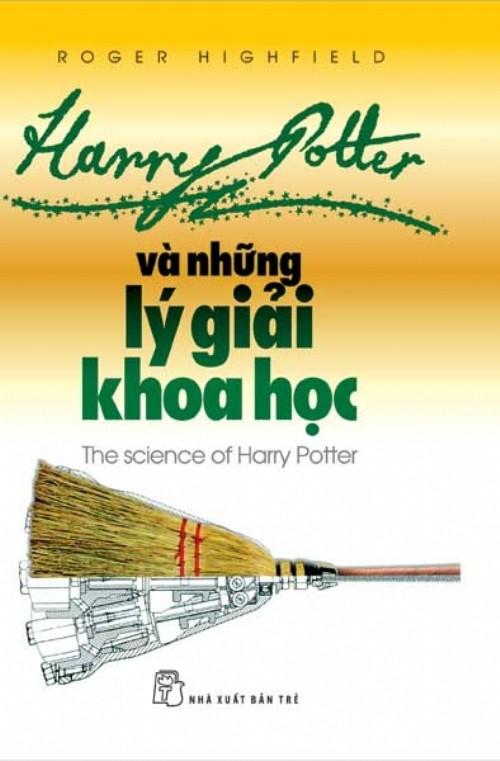 ROGER HIGHFIELD
Harry Potter
và những
lý giải
khoa học
The science of Harry Potter
NHÀ XUẤT BẢN TRẺ